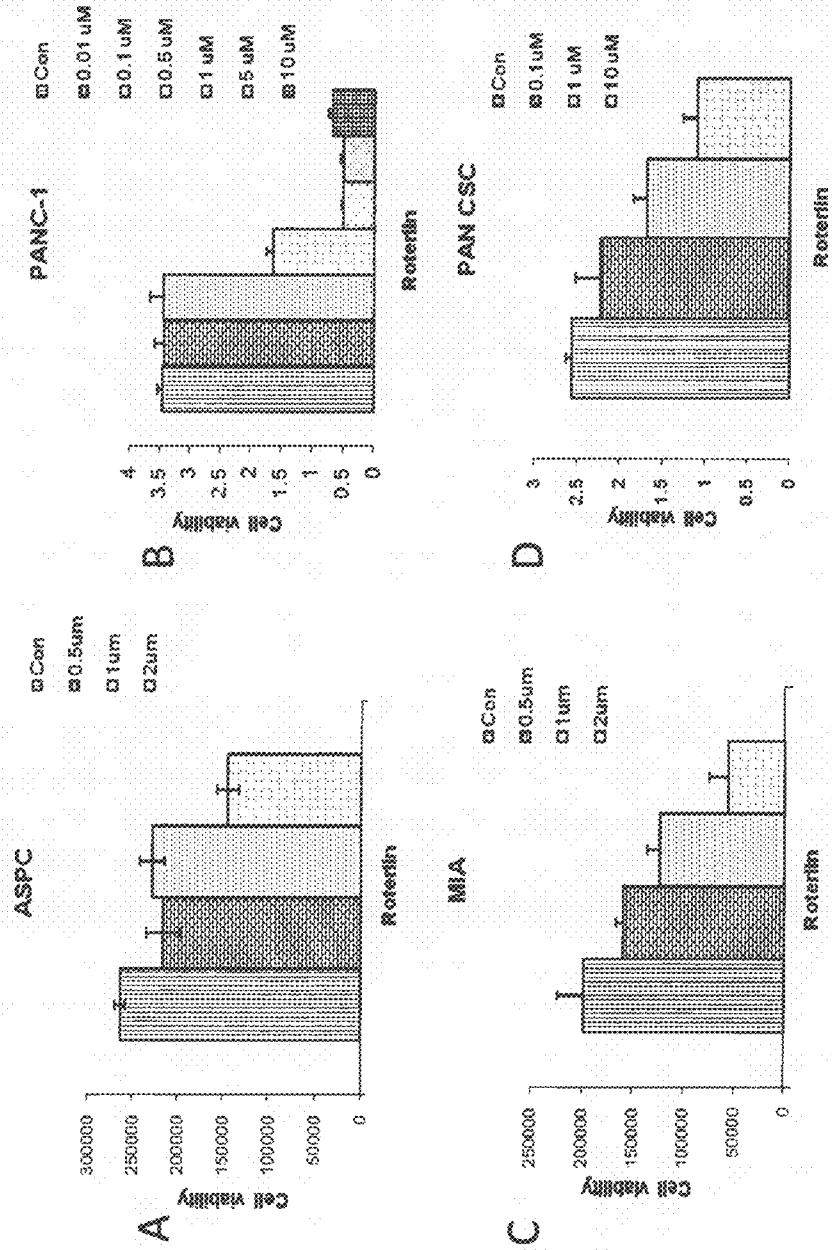 A
ASPC
Cell viability
300000
250000
200000
150000
100000
50000
0
Roterlin
Con
0.5um
1um
2um
B
PANC-1
Cell viability
4
3.5
3
2.5
2
1.5
1
0.5
0
Roterlin
Con
0.01 uM
0.1 uM
0.5 uM
1 uM
5 uM
10 uM
C
MIA
Cell viability
250000
200000
150000
100000
50000
0
Roterlin
Con
0.5um
1um
2um
D
PAN CSC
Cell viability
3
2.5
2
1.5
1
0.5
0
Roterlin
Con
0.1 uM
1 uM
10 uM